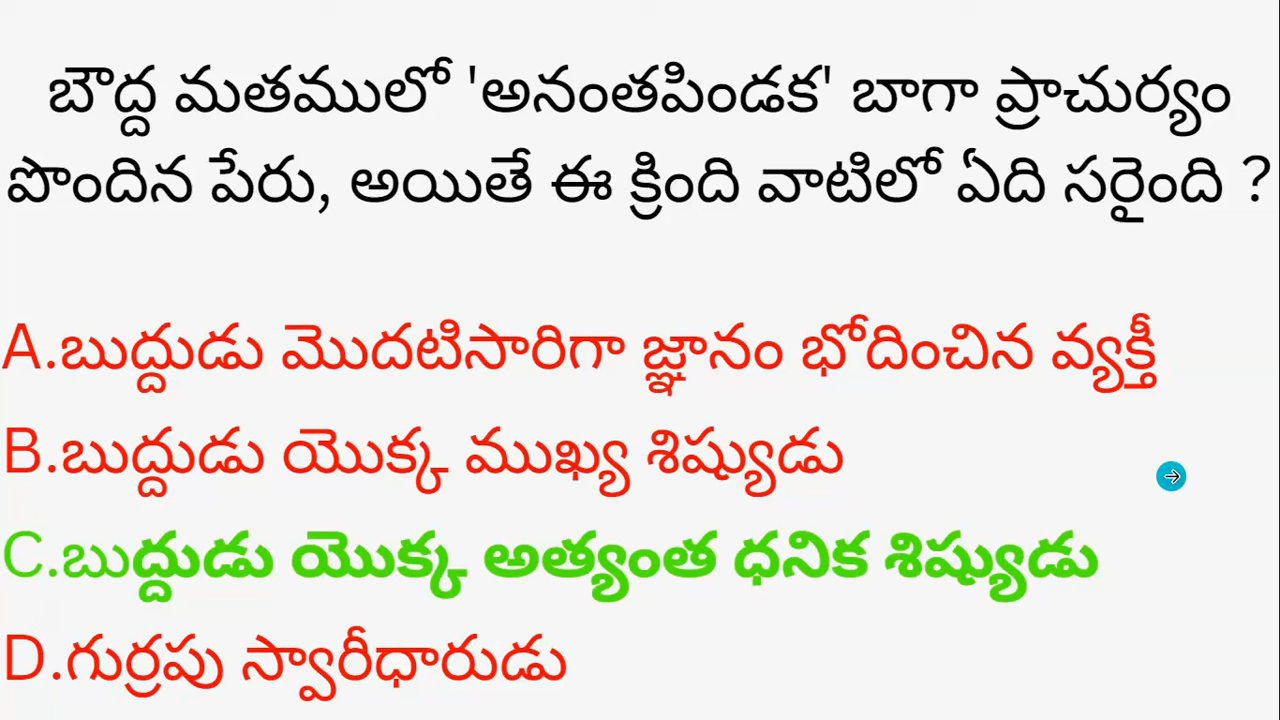 బౌద్ద మతములో 'అనంతపిండక' బాగా ప్రాచుర్యం
పొందిన పేరు, అయితే ఈ క్రింది వాటిలో ఏది సరైంది ?
A.బుద్దుడు మొదటిసారిగా జ్ఞానం భోదించిన వ్యక్తీ
B.బుద్దుడు యొక్క ముఖ్య శిష్యుడు
C.బుద్దుడు యొక్క అత్యంత ధనిక శిష్యుడు
D.గుర్రపు స్వారీధారుడు